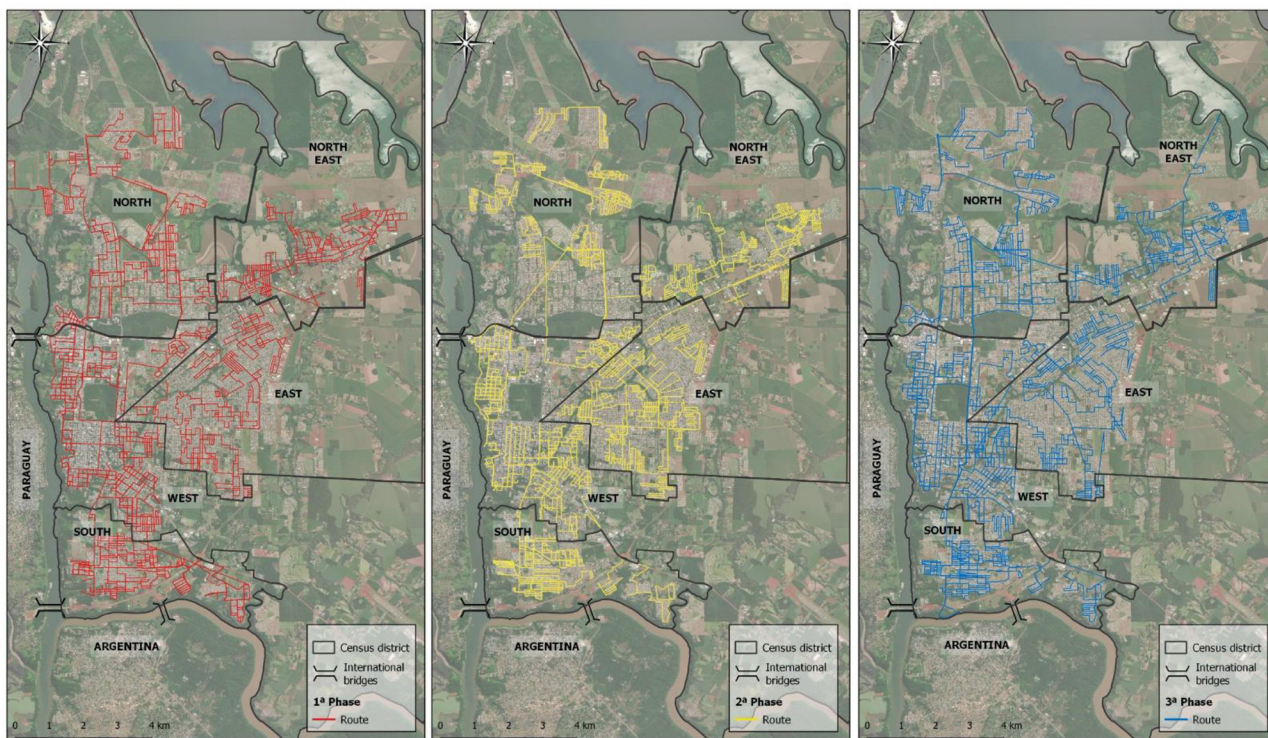 NORTH
EAST
NORTH
EAST
PARAGUAY
WEST
SOUTH
ARGENTINA
Census district
International
bridges
1ª Phase
Route
0 1 2 3 4 km
NORTH
EAST
NORTH
EAST
PARAGUAY
WEST
SOUTH
ARGENTINA
Census district
International
bridges
2ª Phase
Route
0 1 2 3 4 km
NORTH
EAST
NORTH
EAST
PARAGUAY
WEST
SOUTH
ARGENTINA
Census district
International
bridges
3ª Phase
Route
0 1 2 3 4 km